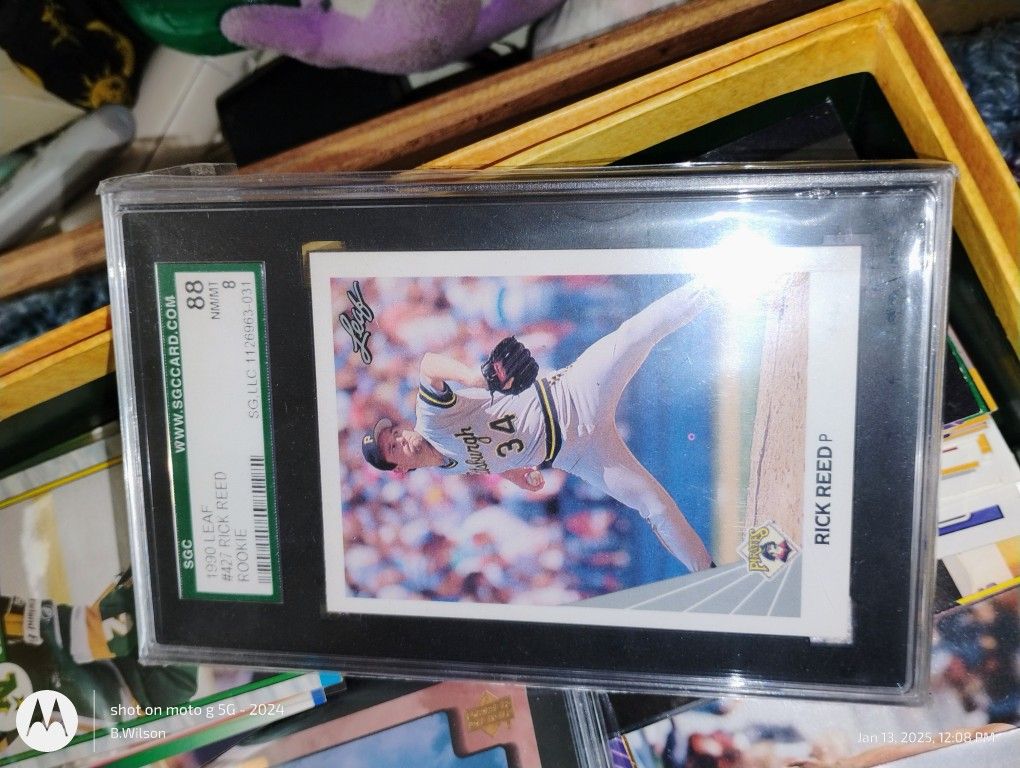 SGC WWW.SGCCARD.COM
1990 LEAF 88
#427 RICK REED NM/MT
ROOKIE 8
SG,LLC 1126963-031
Leaf
P
34
PIRATES
RICK REED P
shot on moto g 5G - 2024
B.Wilson
Jan 13, 2025, 12:08 PM